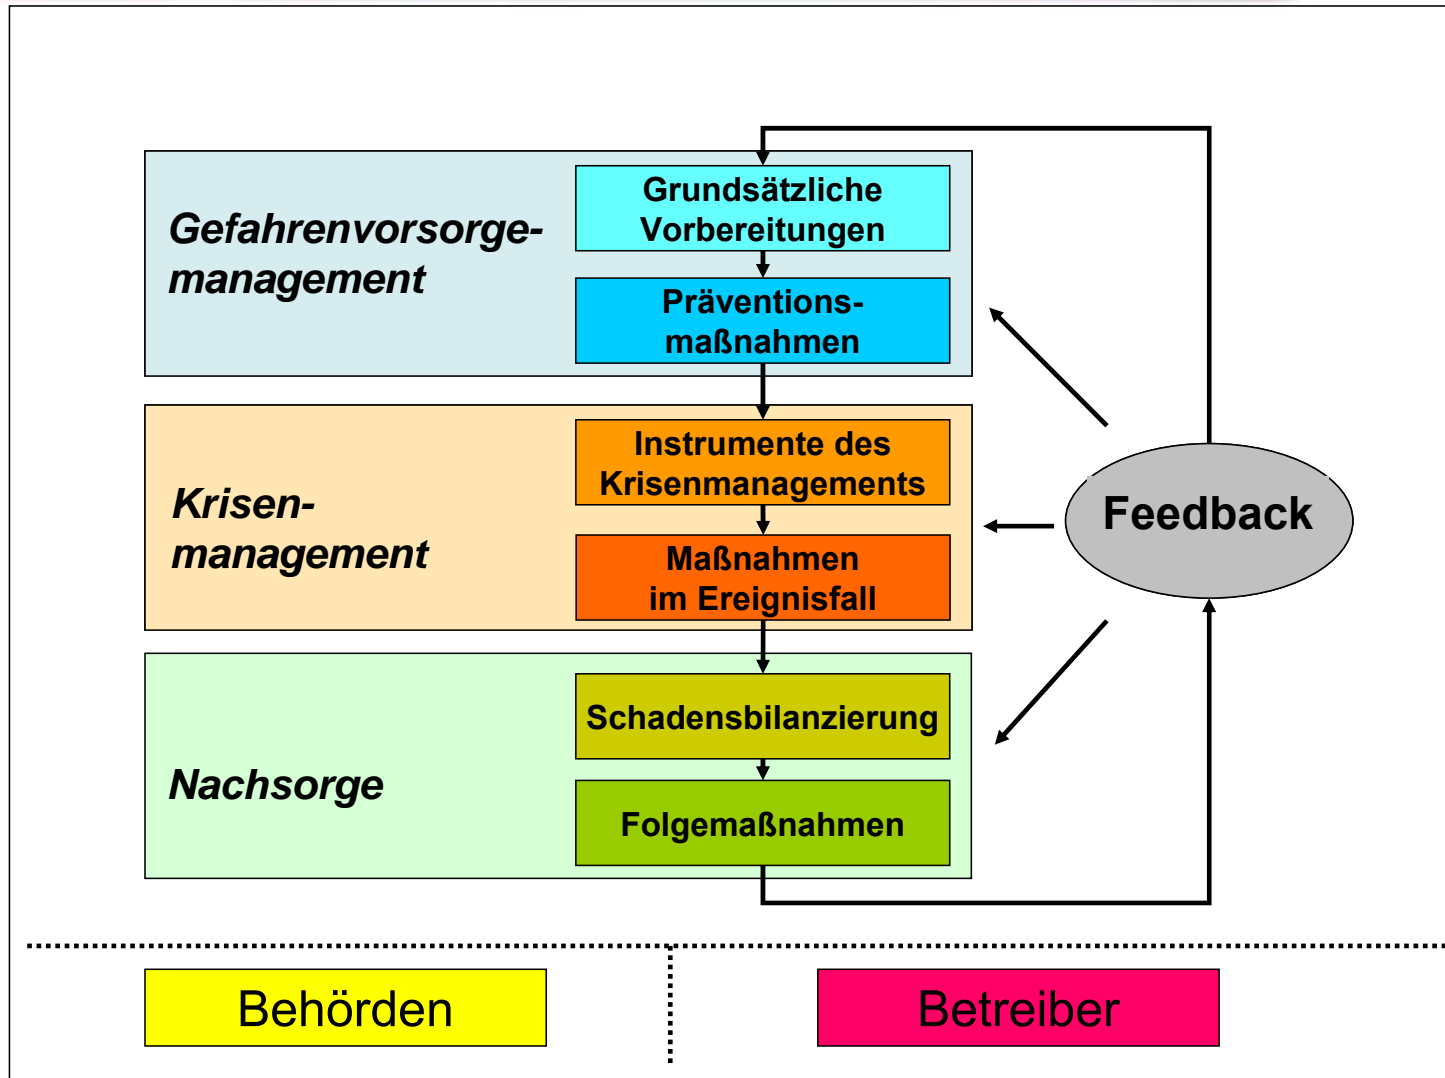 Gefahrenvorsorge-
management
Grundsätzliche
Vorbereitungen
Präventions-
maßnahmen
Krisen-
management
Instrumente des
Krisenmanagements
Maßnahmen
im Ereignisfall
Nachsorge
Schadensbilanzierung
Folgemaßnahmen
Feedback
Behörden
Betreiber